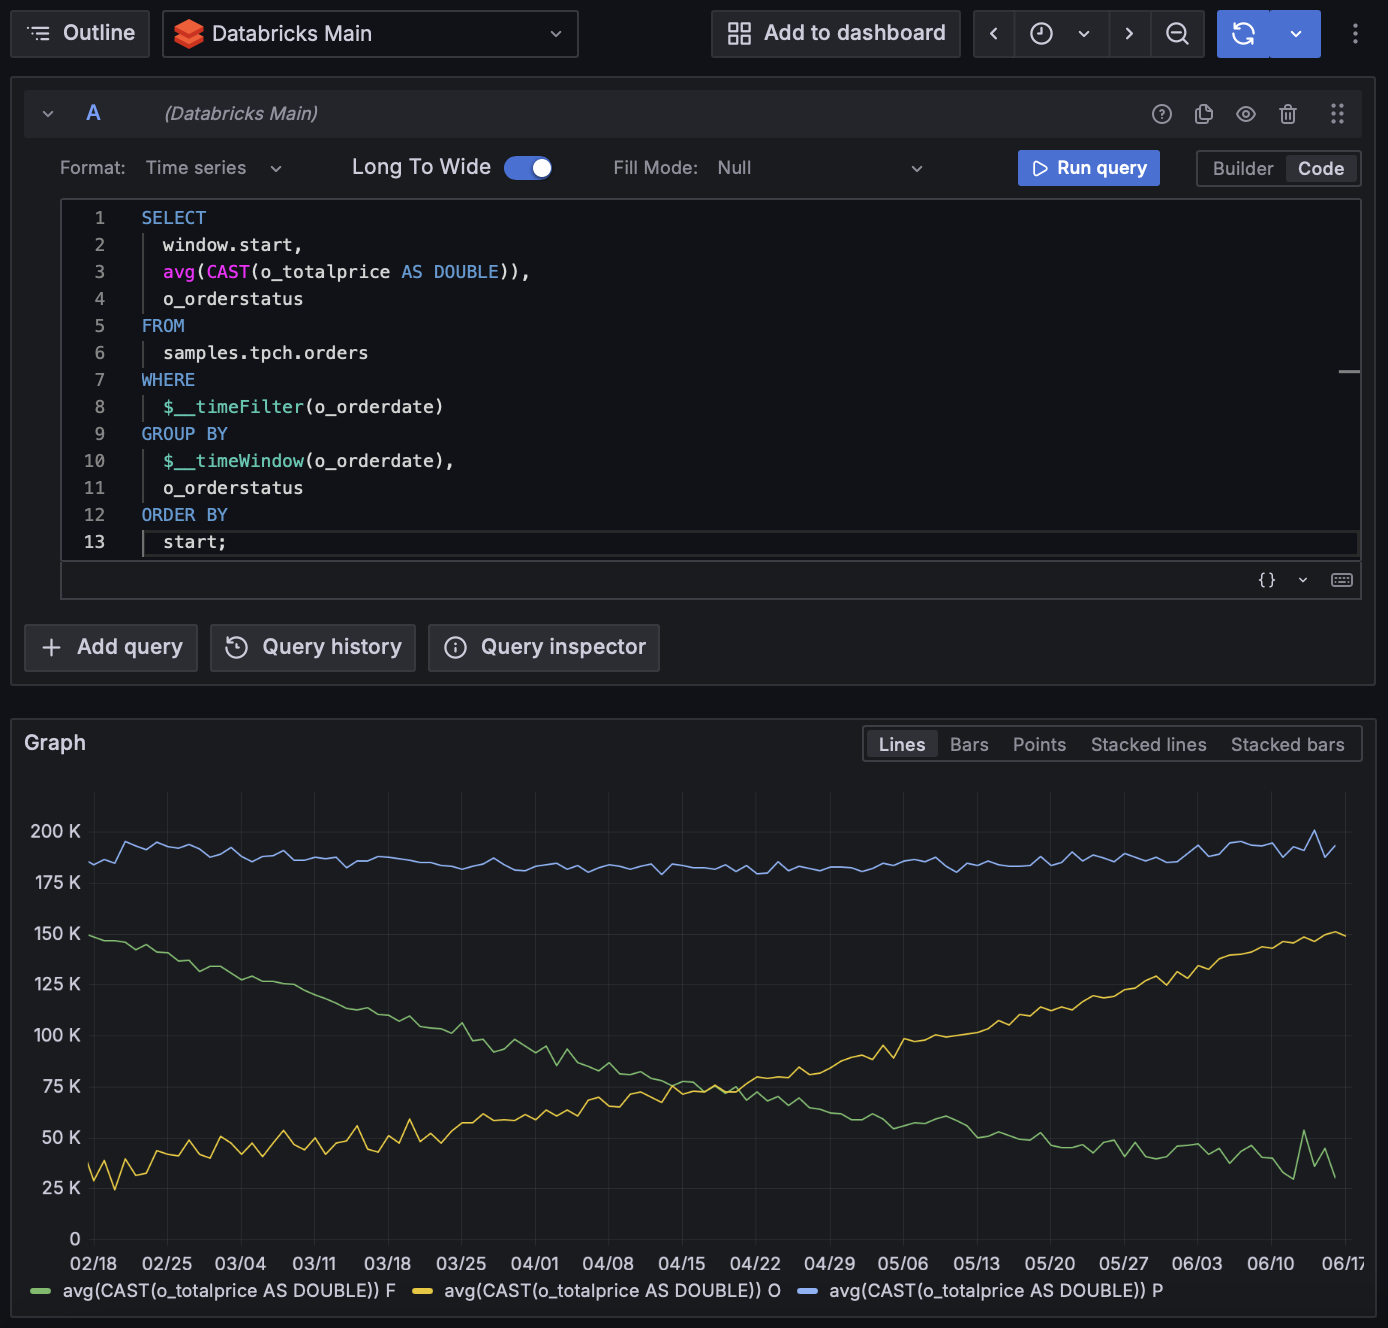 Outline
Databricks Main
Add to dashboard
A
(Databricks Main)
Format: Time series
Long To Wide
Fill Mode: Null
Run query
Builder
Code
1 SELECT
2 window.start,
3 avg(CAST(o_totalprice AS DOUBLE)),
4 o_orderstatus
5 FROM
6 samples.tpch.orders
7 WHERE
8 $__timeFilter(o_orderdate)
9 GROUP BY
10 $__timeWindow(o_orderdate),
11 o_orderstatus
12 ORDER BY
13 start;
{}
Add query
Query history
Query inspector
Graph
Lines Bars Points Stacked lines Stacked bars
200 K
175 K
150 K
125 K
100 K
75 K
50 K
25 K
0
02/18 02/25 03/04 03/11 03/18 03/25 04/01 04/08 04/15 04/22 04/29 05/06 05/13 05/20 05/27 06/03 06/10 06/17
avg(CAST(o_totalprice AS DOUBLE)) F avg(CAST(o_totalprice AS DOUBLE)) O avg(CAST(o_totalprice AS DOUBLE)) P